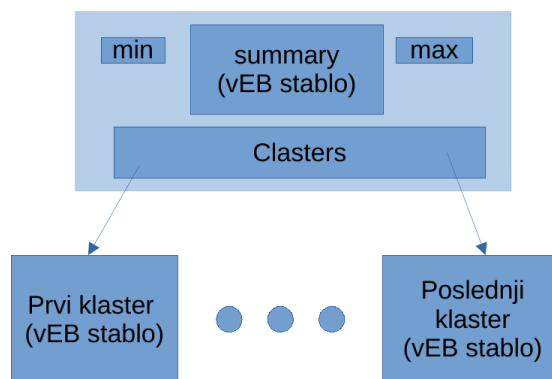 min
summary
(vEB stablo)
max
Clasters
Prvi klaster
(vEB stablo)
Poslednji
klaster
(vEB stablo)